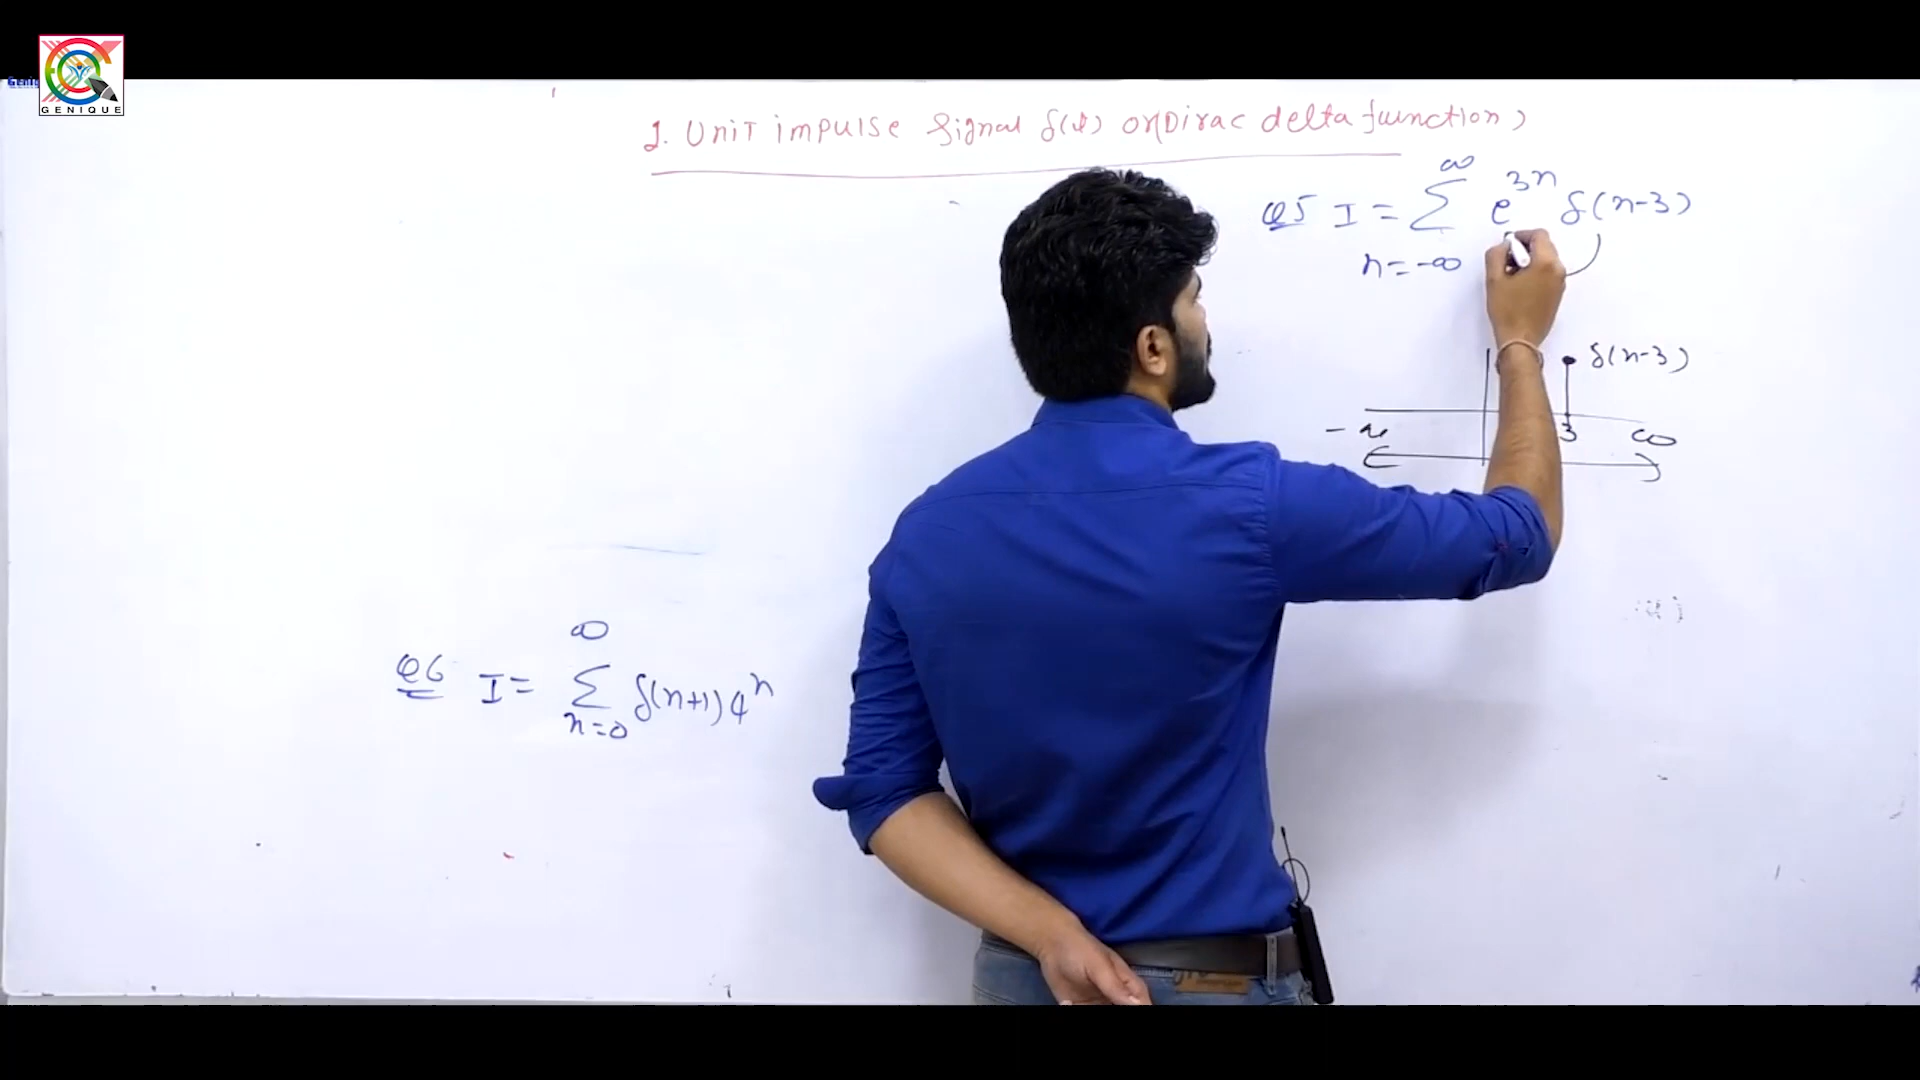 GENIQUE
1. Unit impulse signal δ(t) or (Dirac delta function)
Q5 I = ∑ e^{3n} δ(n-3)
∞
n=-∞
δ(n-3)
3 ∞
Q6 I = ∑ δ(n+1) 4^n
∞
n=0